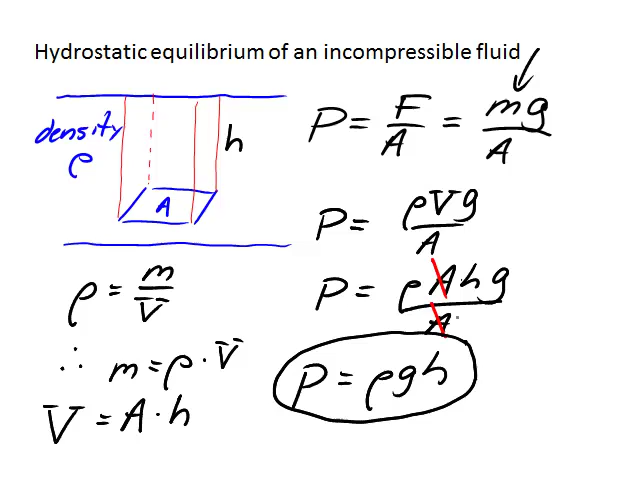 Hydrostatic equilibrium of an incompressible fluid
density
ρ
A
h
P = F/A = mg/A
P = ρVg/A
P = ρAhg/A
P = ρgh
ρ = m/V
∴ m = ρ · V
V = A · h